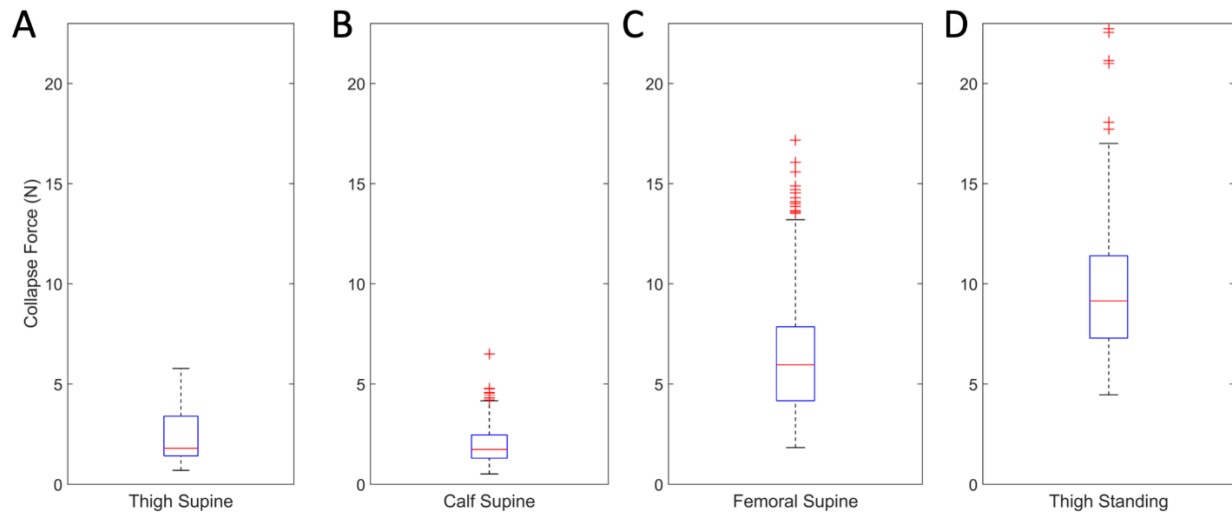 A
B
C
D
Collapse Force (N)
20
15
10
5
0
Thigh Supine
20
15
10
5
0
Calf Supine
20
15
10
5
0
Femoral Supine
20
15
10
5
0
Thigh Standing